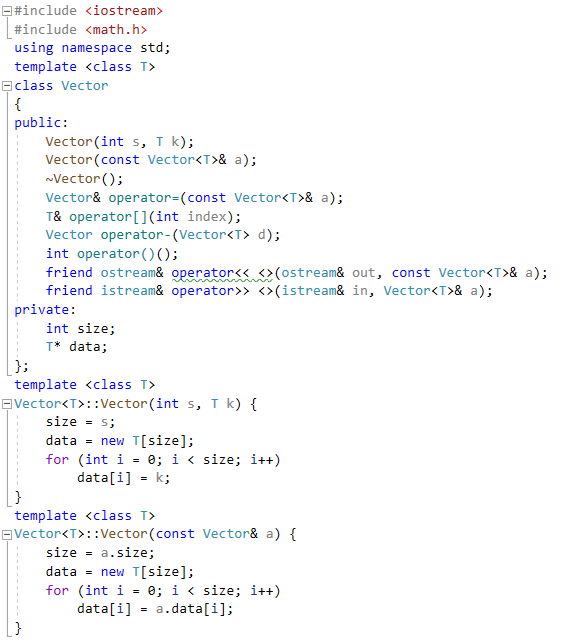 #include <iostream>
#include <math.h>
using namespace std;
template <class T>
class Vector
{
public:
    Vector(int s, T k);
    Vector(const Vector<T>& a);
    ~Vector();
    Vector& operator=(const Vector<T>& a);
    T& operator[](int index);
    Vector operator-(Vector<T> d);
    int operator()();
    friend ostream& operator<< <>(ostream& out, const Vector<T>& a);
    friend istream& operator>> <>(istream& in, Vector<T>& a);
private:
    int size;
    T* data;
};
template <class T>
Vector<T>::Vector(int s, T k) {
    size = s;
    data = new T[size];
    for (int i = 0; i < size; i++)
        data[i] = k;
}
template <class T>
Vector<T>::Vector(const Vector& a) {
    size = a.size;
    data = new T[size];
    for (int i = 0; i < size; i++)
        data[i] = a.data[i];
}